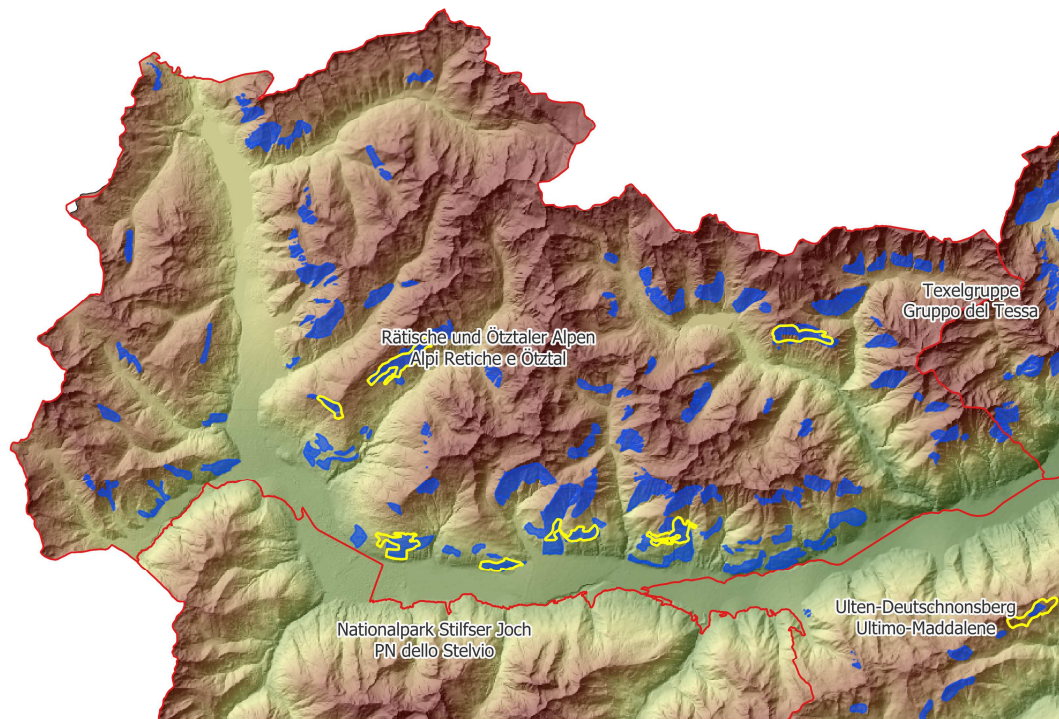 Texelgruppe
Gruppo del Tessa
Rätische und Ötztaler Alpen
Alpi Retiche e Ötztal
Nationalpark Stilfser Joch
PN dello Stelvio
Ulten-Deutschnonsberg
Ultimo-Maddalene